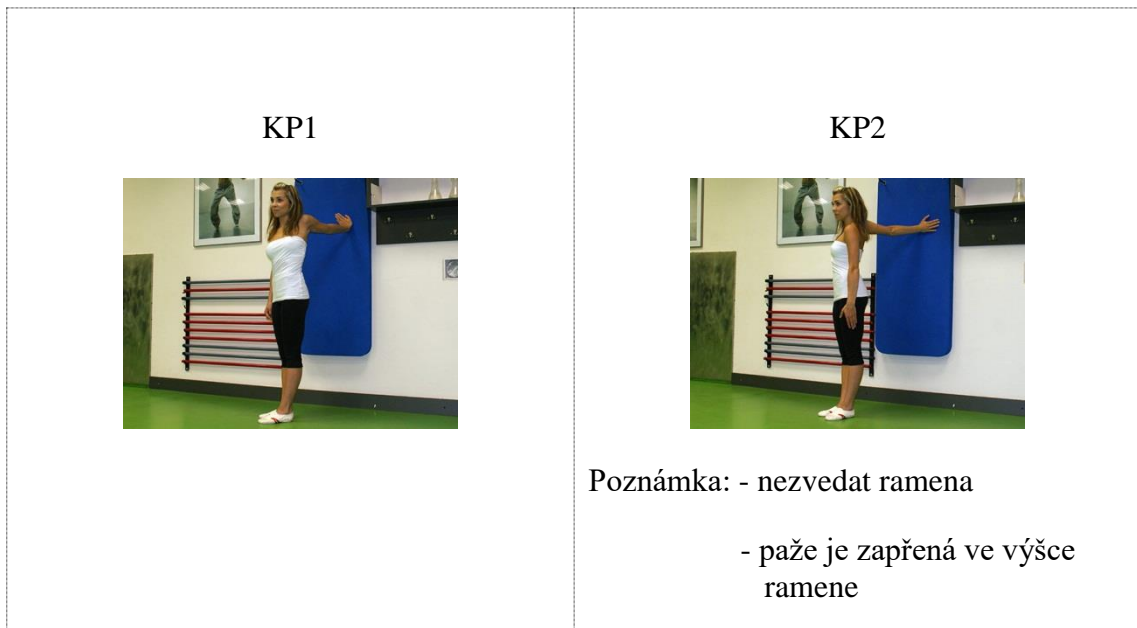 KP1
KP2
Poznámka: - nezvedat ramena
- paže je zapřená ve výšce
ramene